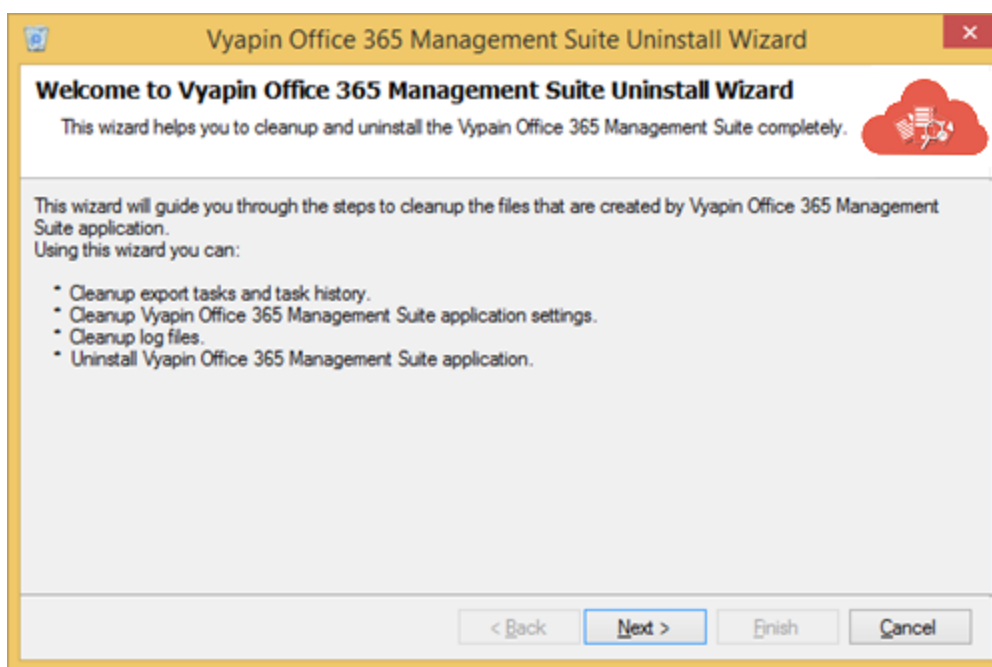 Vyapin Office 365 Management Suite Uninstall Wizard
Welcome to Vyapin Office 365 Management Suite Uninstall Wizard
This wizard helps you to cleanup and uninstall the Vypain Office 365 Management Suite completely.
This wizard will guide you through the steps to cleanup the files that are created by Vyapin Office 365 Management
Suite application.
Using this wizard you can:
* Cleanup export tasks and task history.
* Cleanup Vyapin Office 365 Management Suite application settings.
* Cleanup log files.
* Uninstall Vyapin Office 365 Management Suite application.
< Back Next > Finish Cancel